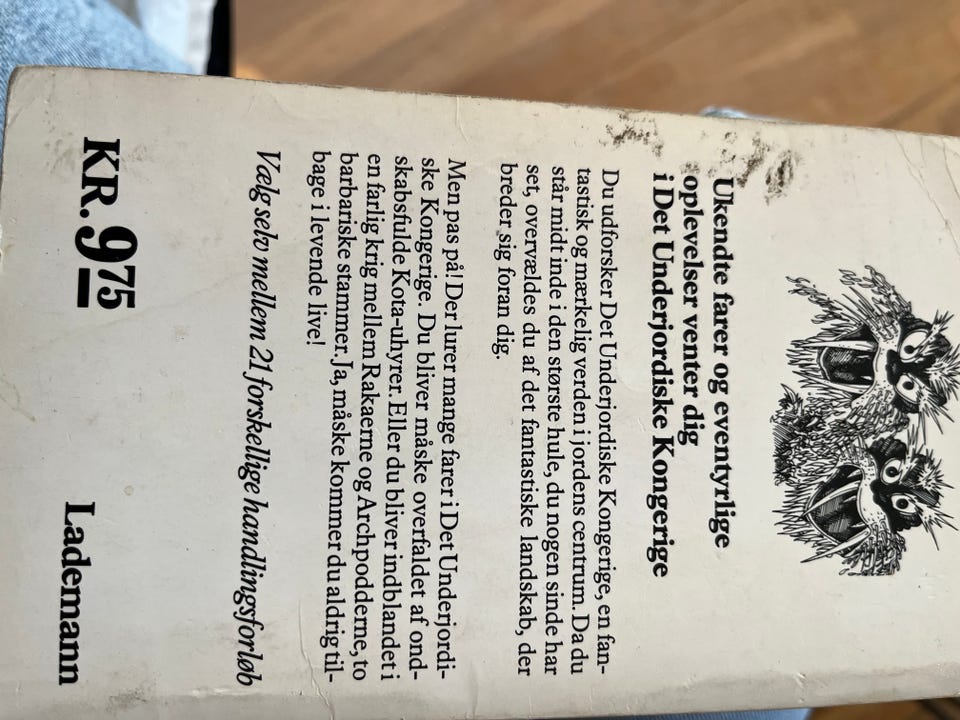 Ukendte farer og eventyrlige
oplevelser venter dig
i Det Underjordiske Kongerige
Du udforsker Det Underjordiske Kongerige, en fan-
tastisk og mærkelig verden i jordens centrum. Da du
står midt inde i den største hule, du nogen sinde har
set, overvældes du af det fantastiske landskab, der
breder sig foran dig.
Men pas på! Der lurer mange farer i Det Underjordi-
ske Kongerige. Du bliver måske overfaldet af ond-
skabsfulde Kota-uhyrer. Eller du bliver indblandet i
en farlig krig mellem Rakaerne og Archpodderne, to
barbariske stammer. Ja, måske kommer du aldrig til-
bage i levende live!
Vælg selv mellem 21 forskellige handlingsforløb
KR. 975
Lademann